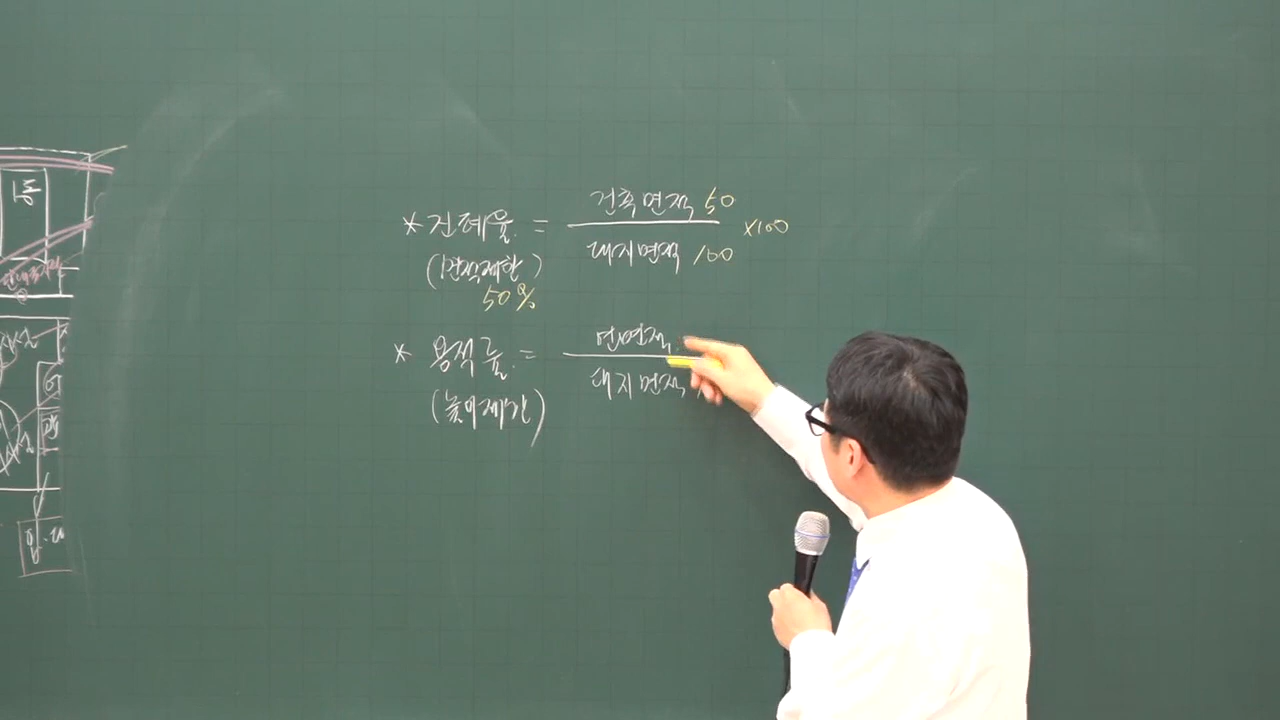 * 건폐율 = 건축면적 50 / 대지면적 100 ×100
(면적제한)
50%
* 용적률 = 연면적 / 대지면적
(높이제한)